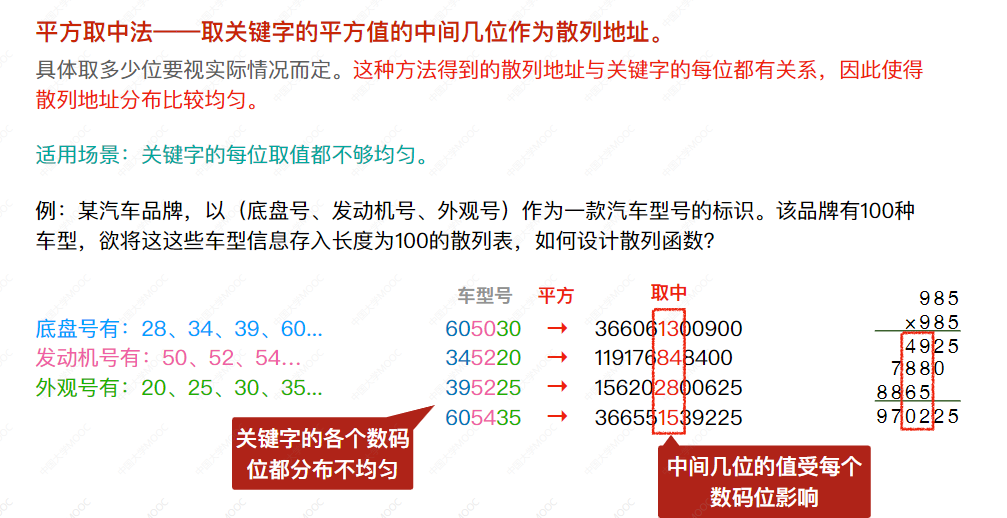 平方取中法——取关键字的平方值的中间几位作为散列地址。
具体取多少位要视实际情况而定。这种方法得到的散列地址与关键字的每位都有关系，因此使得
散列地址分布比较均匀。
适用场景：关键字的每位取值都不够均匀。
例：某汽车品牌，以（底盘号、发动机号、外观号）作为一款汽车型号的标识。该品牌有100种
车型，欲将这这些车型信息存入长度为100的散列表，如何设计散列函数？
车型号 平方 取中
底盘号有：28、34、39、60...
发动机号有：50、52、54...
外观号有：20、25、30、35...
605030 → 366061300900
345220 → 119176848400
395225 → 156202800625
605435 → 366551539225
985
×985
4925
7880
8865
970225
关键字的各个数码
位都分布不均匀
中间几位的值受每个
数码位影响